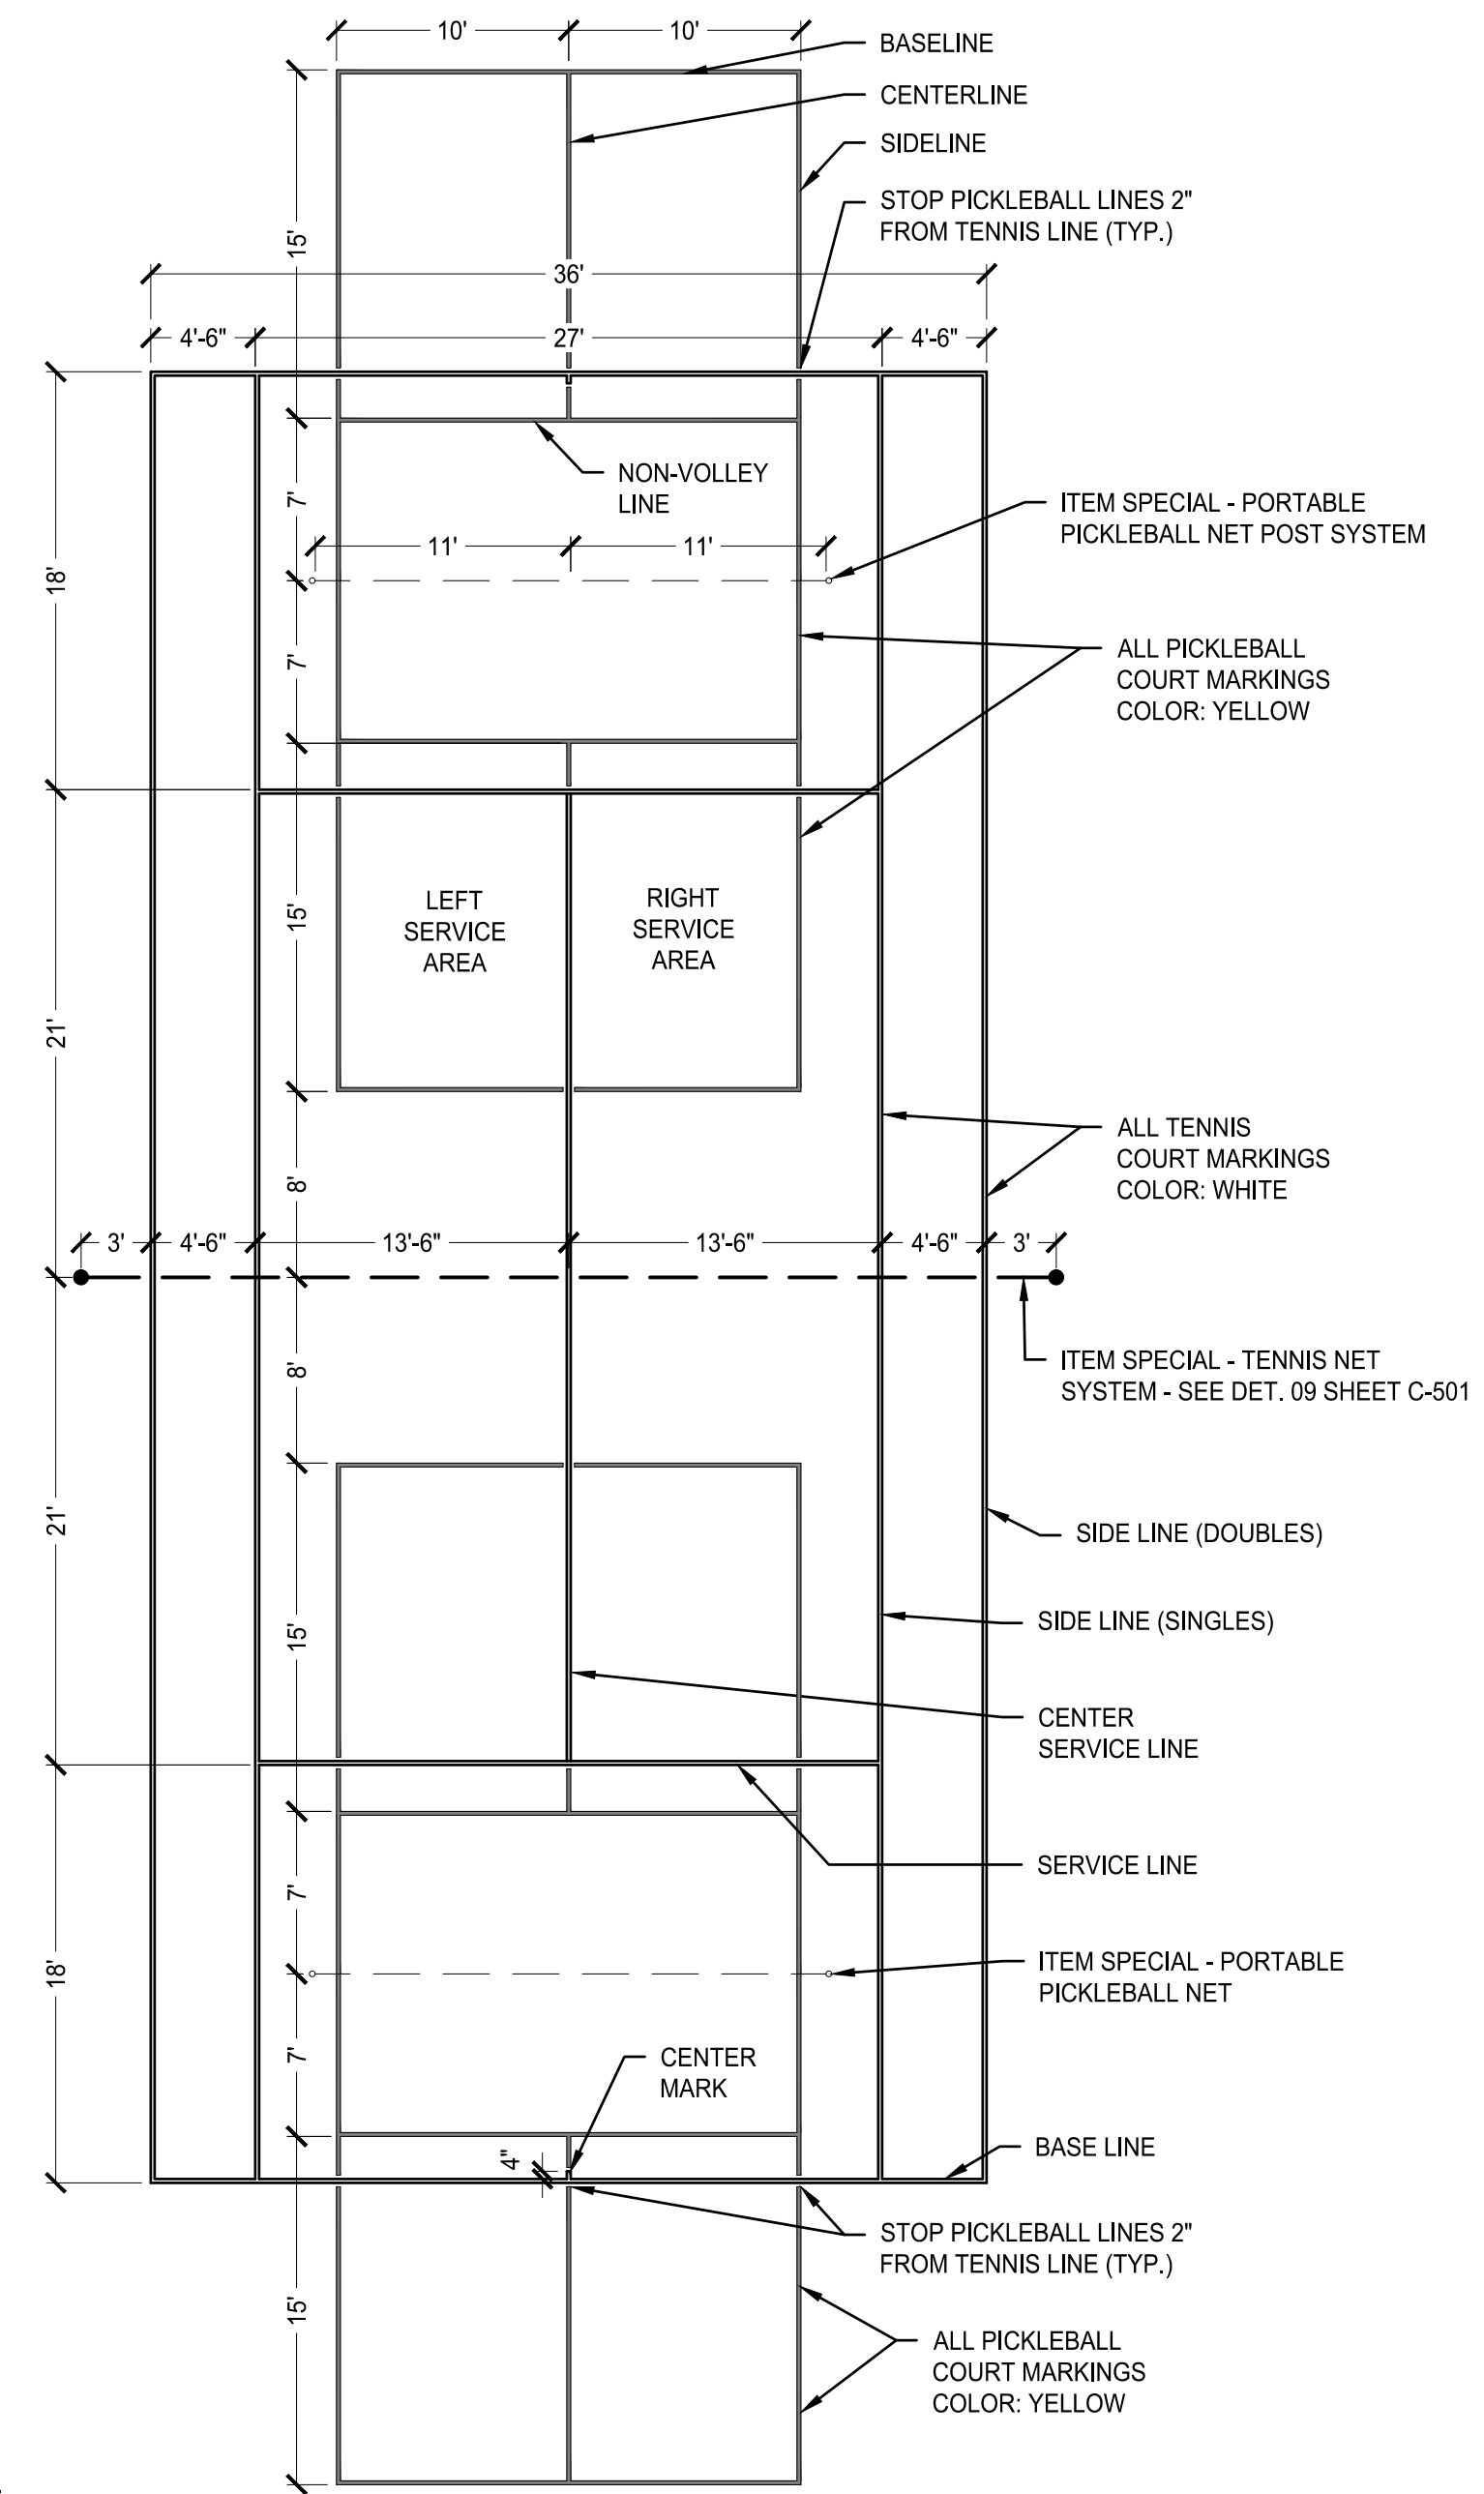 10'
10'
BASELINE
CENTERLINE
SIDELINE
STOP PICKLEBALL LINES 2"
FROM TENNIS LINE (TYP.)
15'
36'
4'-6"
27'
4'-6"
NON-VOLLEY
LINE
7'
ITEM SPECIAL - PORTABLE
PICKLEBALL NET POST SYSTEM
11'
11'
18'
7'
ALL PICKLEBALL
COURT MARKINGS
COLOR: YELLOW
15'
LEFT
SERVICE
AREA
RIGHT
SERVICE
AREA
21'
ALL TENNIS
COURT MARKINGS
COLOR: WHITE
8'
3'
4'-6"
13'-6"
13'-6"
4'-6"
3'
8'
ITEM SPECIAL - TENNIS NET
SYSTEM - SEE DET. 09 SHEET C-501
21'
SIDE LINE (DOUBLES)
15'
SIDE LINE (SINGLES)
CENTER
SERVICE LINE
SERVICE LINE
7'
18'
ITEM SPECIAL - PORTABLE
PICKLEBALL NET
7'
CENTER
MARK
4"
BASE LINE
STOP PICKLEBALL LINES 2"
FROM TENNIS LINE (TYP.)
15'
ALL PICKLEBALL
COURT MARKINGS
COLOR: YELLOW